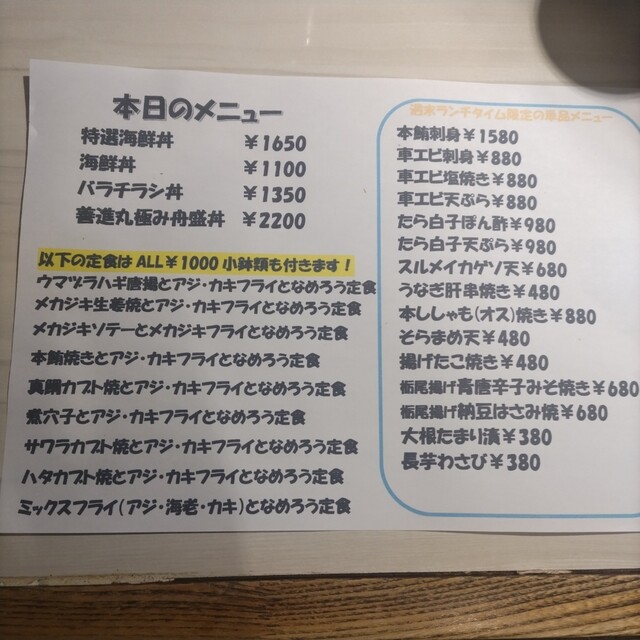 本日のメニュー
特選海鮮丼 ￥1650
海鮮丼 ￥1100
バラチラシ丼 ￥1350
善進丸極み舟盛丼 ￥2200
以下の定食は ALL￥1000 小鉢類も付きます！
ウマヅラハギ唐揚とアジ・カキフライとなめろう定食
メカジキ生姜焼とアジ・カキフライとなめろう定食
メカジキソテーとメカジキフライとなめろう定食
本鮪焼きとアジ・カキフライとなめろう定食
真鯛カブト焼とアジ・カキフライとなめろう定食
煮穴子とアジ・カキフライとなめろう定食
サワラカブト焼とアジ・カキフライとなめろう定食
ハタカブト焼とアジ・カキフライとなめろう定食
ミックスフライ(アジ・海老・カキ)となめろう定食
週末ランチタイム限定の単品メニュー
本鮪刺身￥1580
車エビ刺身￥880
車エビ塩焼き￥880
車エビ天ぷら￥880
たら白子ぽん酢￥980
たら白子天ぷら￥980
スルメイカゲソ天￥680
うなぎ肝串焼き￥480
本ししゃも(オス)焼き￥880
そらまめ天￥480
揚げたこ焼き￥480
栃尾揚げ青唐辛子みそ焼き￥680
栃尾揚げ納豆はさみ焼￥680
大根たまり漬￥380
長芋わさび￥380